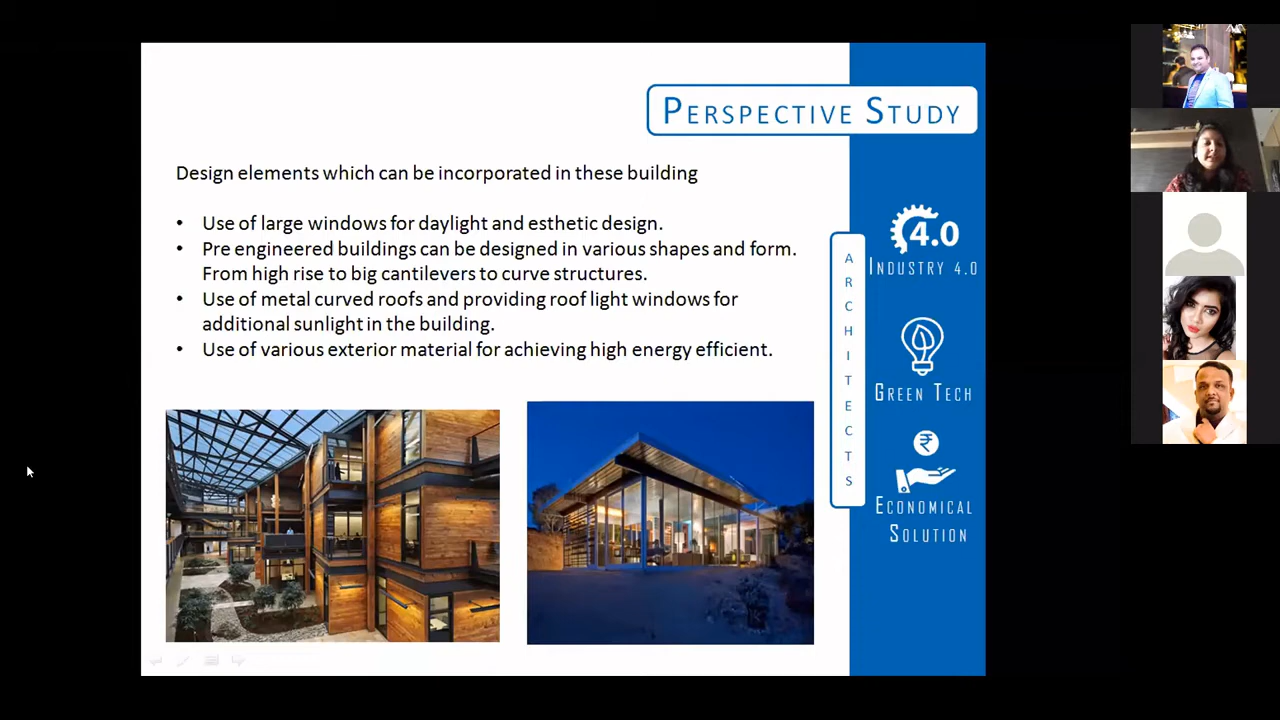 PERSPECTIVE STUDY
Design elements which can be incorporated in these building
• Use of large windows for daylight and esthetic design.
• Pre engineered buildings can be designed in various shapes and form.
From high rise to big cantilevers to curve structures.
• Use of metal curved roofs and providing roof light windows for
additional sunlight in the building.
• Use of various exterior material for achieving high energy efficient.
ARCHITECTS
4.0
INDUSTRY 4.0
GREEN TECH
₹
ECONOMICAL
SOLUTION